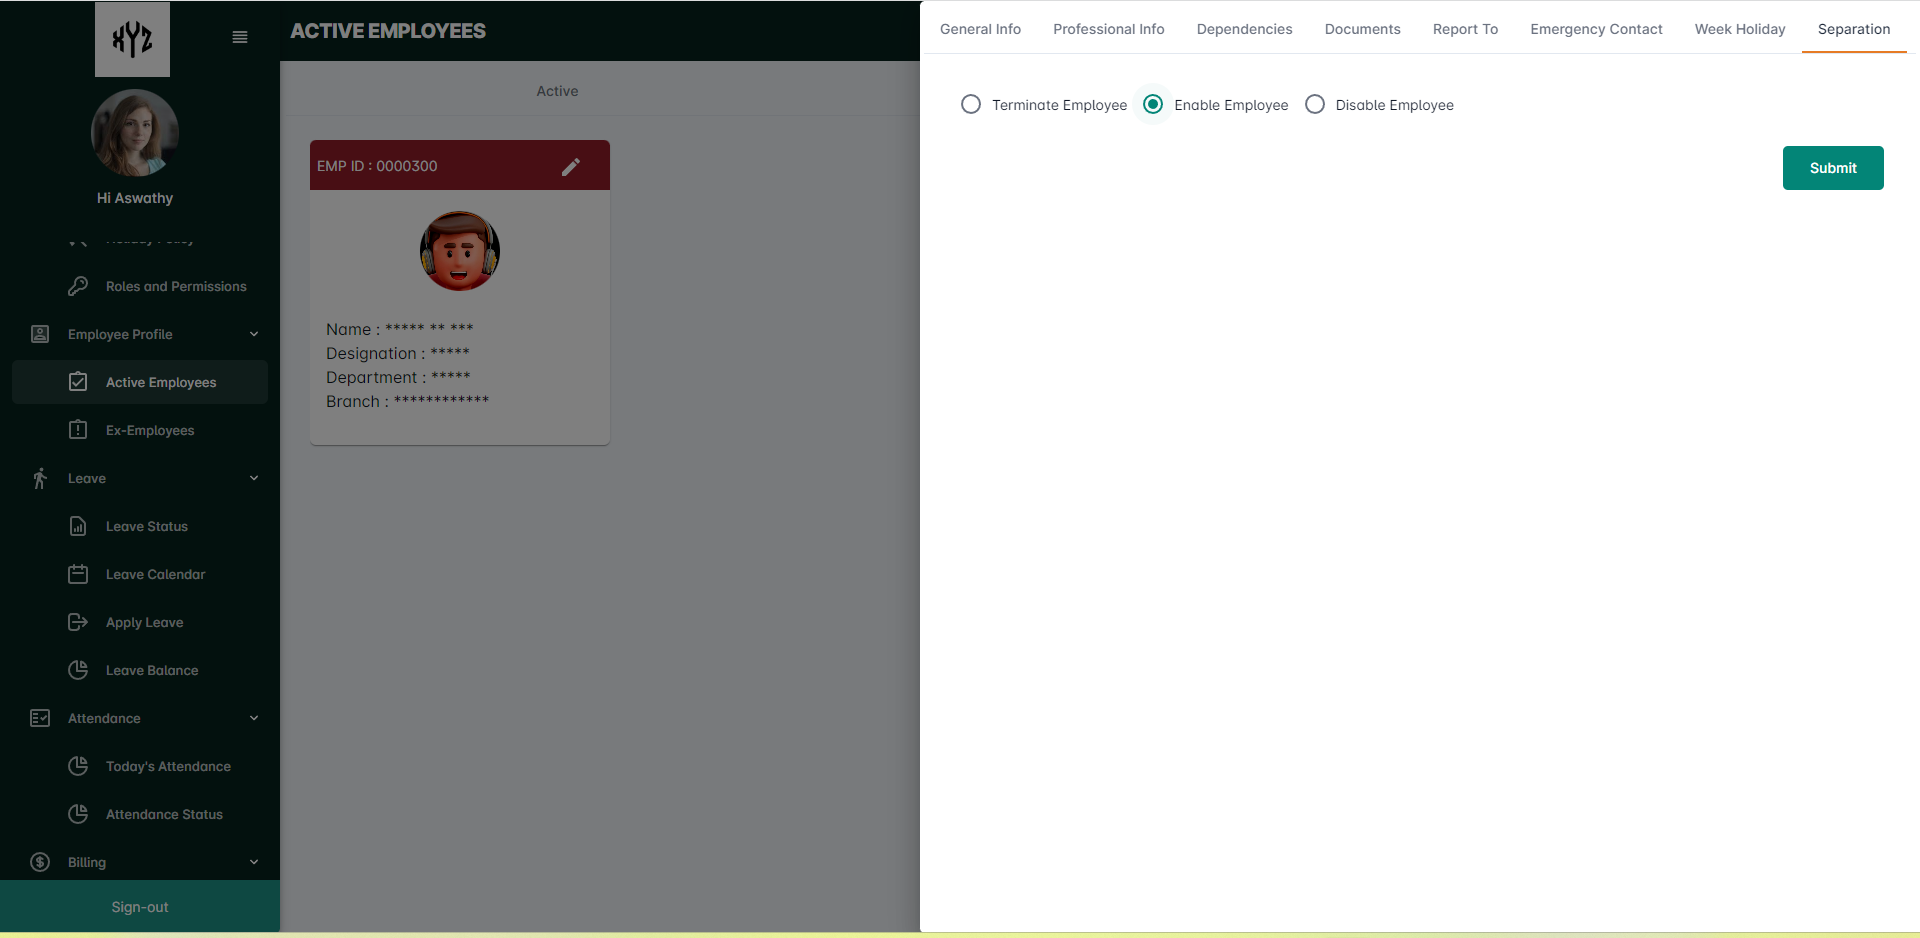 XYZ
Hi Aswathy
Holiday Policy
Roles and Permissions
Employee Profile
Active Employees
Ex-Employees
Leave
Leave Status
Leave Calendar
Apply Leave
Leave Balance
Attendance
Today's Attendance
Attendance Status
Billing
Sign-out
ACTIVE EMPLOYEES
Active
EMP ID : 0000300
Name : ***** ** ***
Designation : *****
Department : *****
Branch : ************
General Info Professional Info Dependencies Documents Report To Emergency Contact Week Holiday Separation
Terminate Employee Enable Employee Disable Employee
Submit